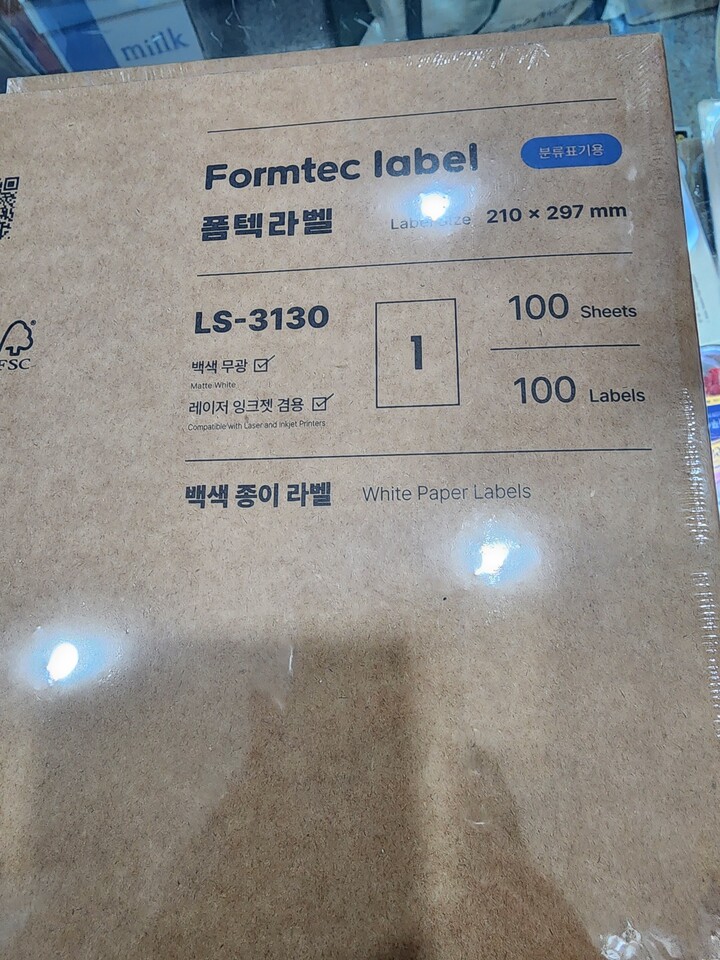 miilk
Formtec label
분류표기용
폼텍라벨
Label Size 210 × 297 mm
LS-3130
백색 무광
Matte White
레이저 잉크젯 겸용
Compatible with Laser and Inkjet Printers
1
100 Sheets
100 Labels
백색 종이 라벨 White Paper Labels
FSC